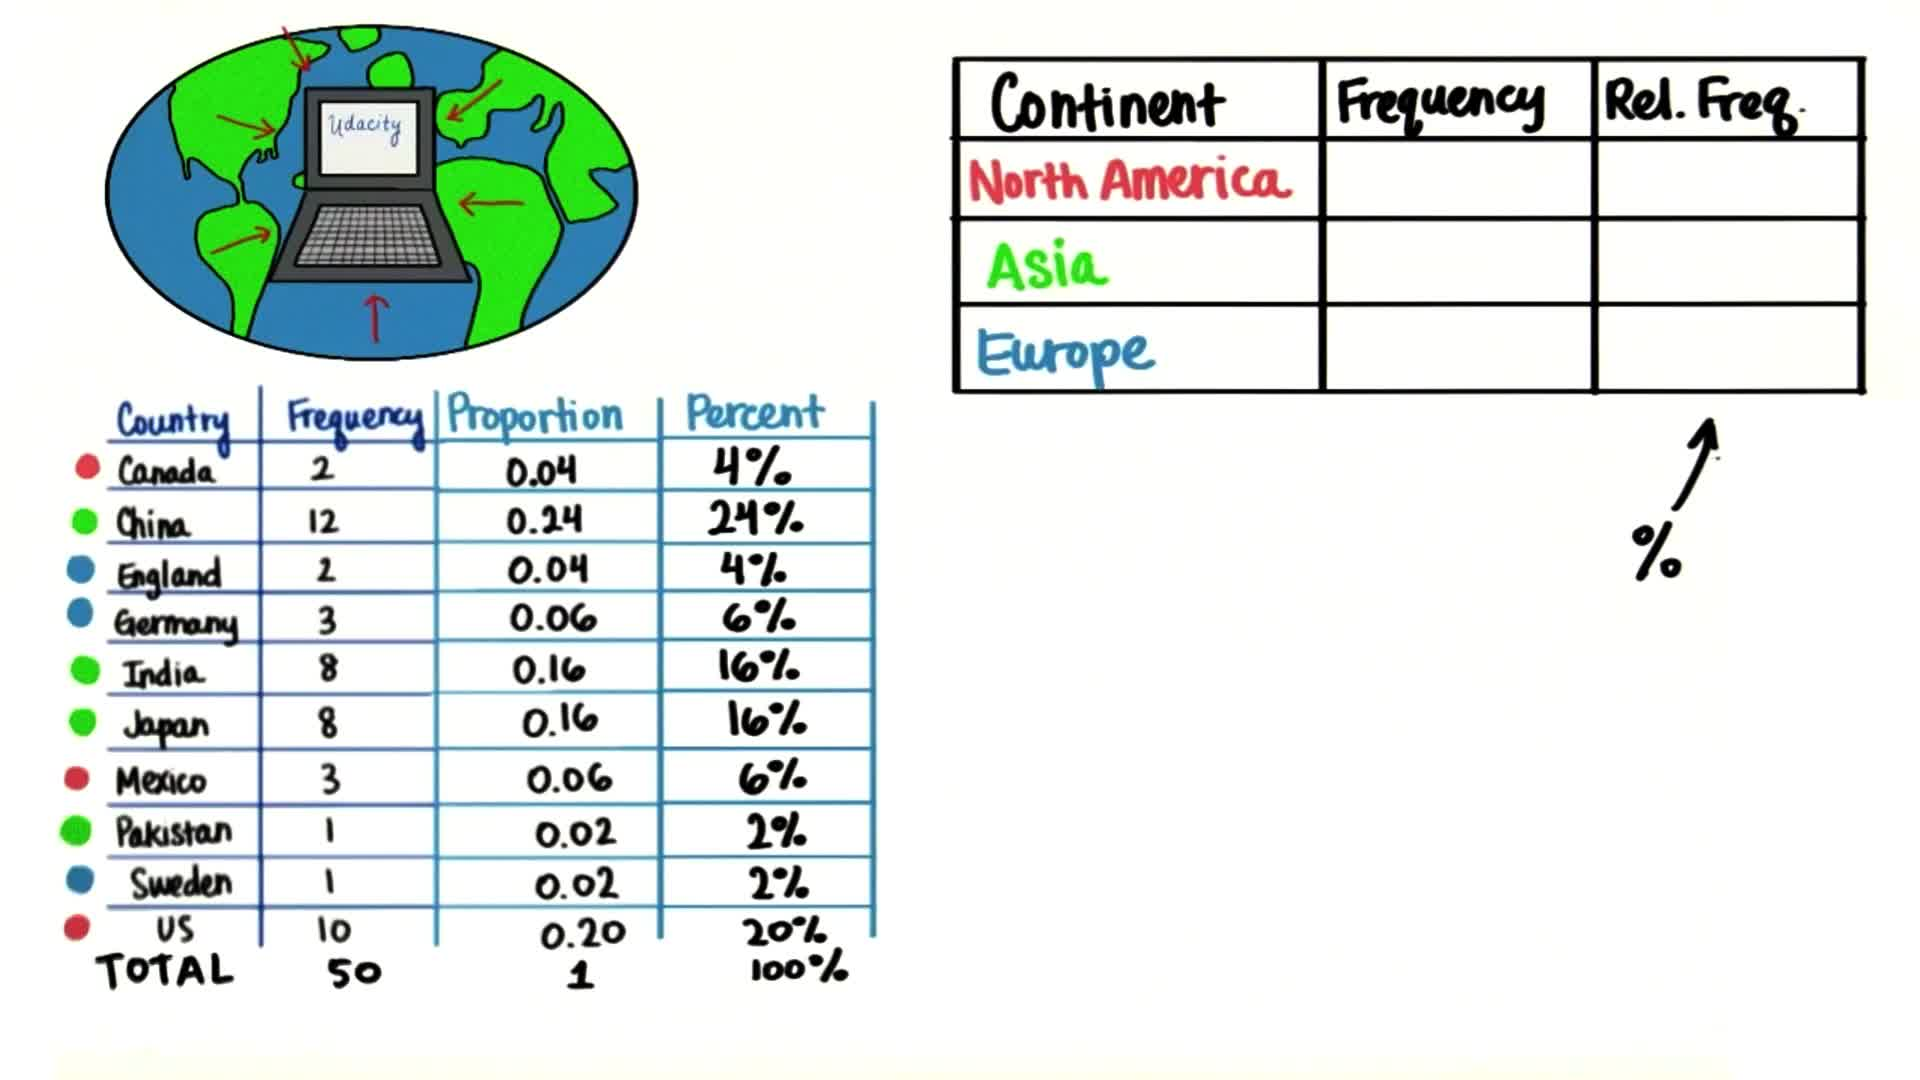 Udacity
Continent Frequency Rel. Freq.
North America
Asia
Europe
%
Country Frequency Proportion Percent
Canada 2 0.04 4%
China 12 0.24 24%
England 2 0.04 4%
Germany 3 0.06 6%
India 8 0.16 16%
Japan 8 0.16 16%
Mexico 3 0.06 6%
Pakistan 1 0.02 2%
Sweden 1 0.02 2%
US 10 0.20 20%
TOTAL 50 1 100%